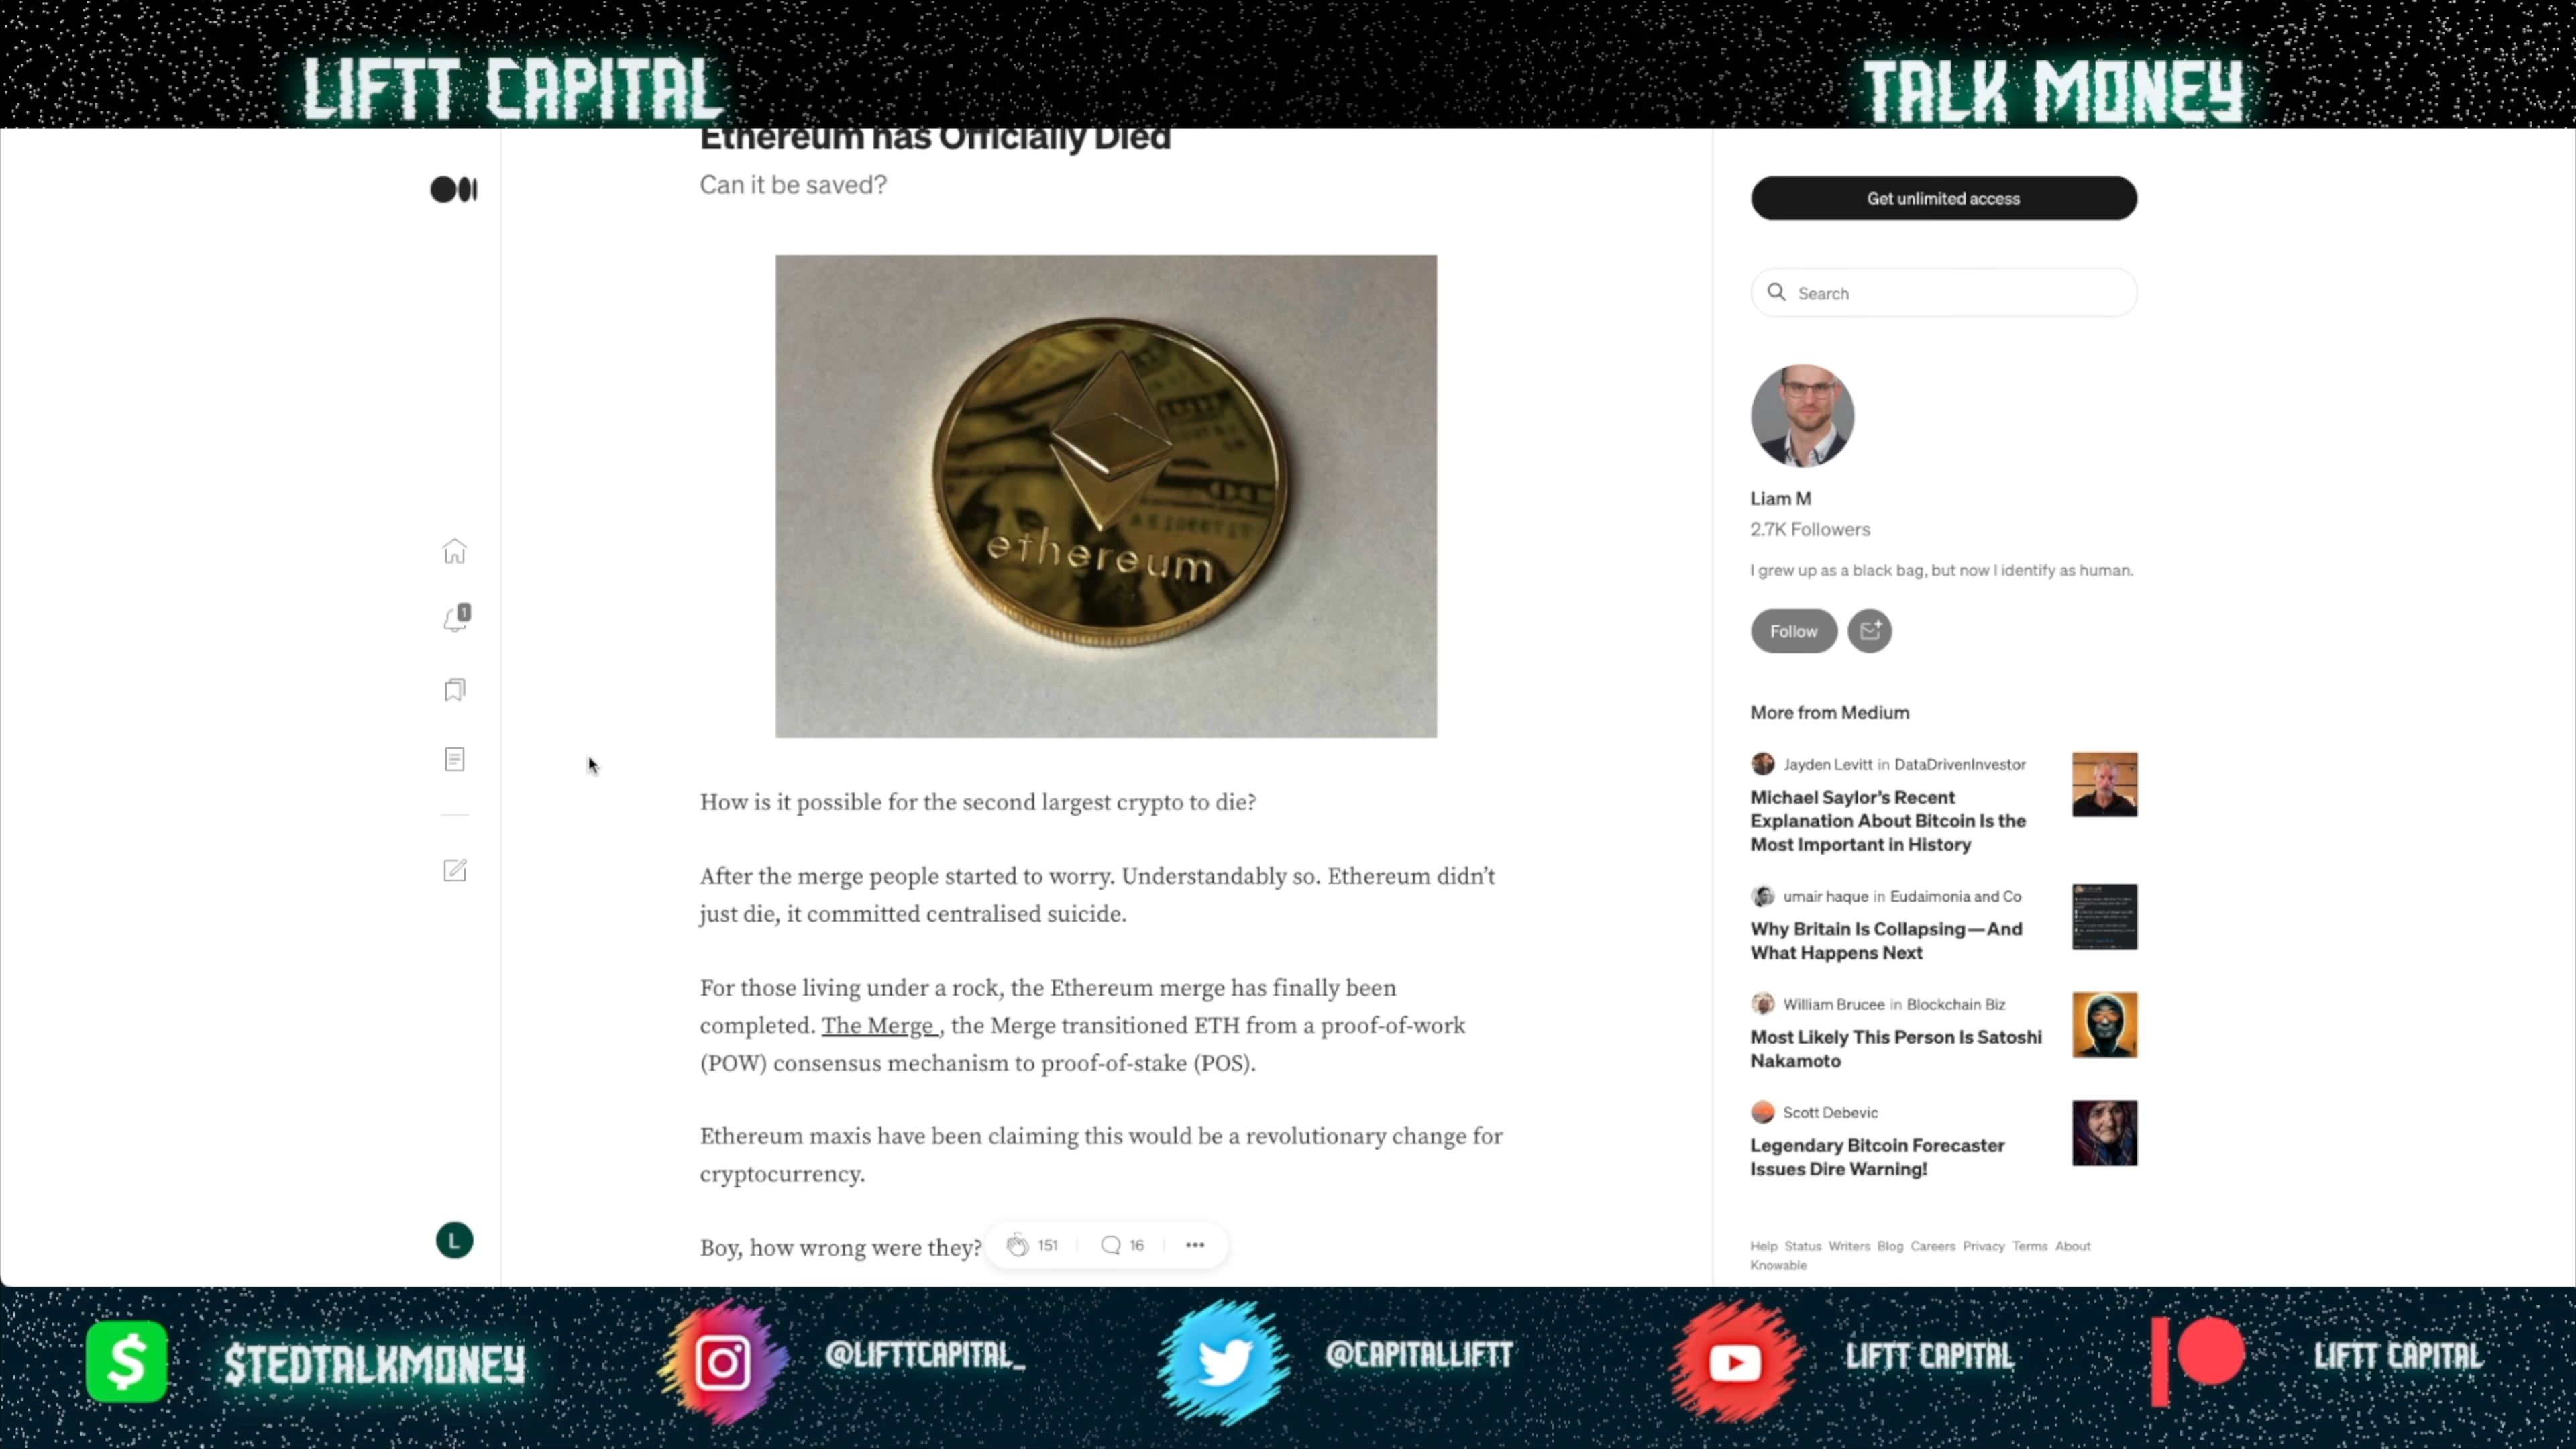 LIFTT CAPITAL
TALK MONEY
Ethereum has Officially Died
Can it be saved?
ethereum
How is it possible for the second largest crypto to die?
After the merge people started to worry. Understandably so. Ethereum didn’t
just die, it committed centralised suicide.
For those living under a rock, the Ethereum merge has finally been
completed. The Merge , the Merge transitioned ETH from a proof-of-work
(POW) consensus mechanism to proof-of-stake (POS).
Ethereum maxis have been claiming this would be a revolutionary change for
cryptocurrency.
Boy, how wrong were they?
151
16
1
L
Get unlimited access
Search
Liam M
2.7K Followers
I grew up as a black bag, but now I identify as human.
Follow
More from Medium
Jayden Levitt in DataDrivenInvestor
Michael Saylor’s Recent
Explanation About Bitcoin Is the
Most Important in History
umair haque in Eudaimonia and Co
Why Britain Is Collapsing—And
What Happens Next
William Brucee in Blockchain Biz
Most Likely This Person Is Satoshi
Nakamoto
Scott Debevic
Legendary Bitcoin Forecaster
Issues Dire Warning!
Help Status Writers Blog Careers Privacy Terms About
Knowable
$TEDTALKMONEY
@LIFTTCAPITAL_
@CAPITALLIFTT
LIFTT CAPITAL
LIFTT CAPITAL